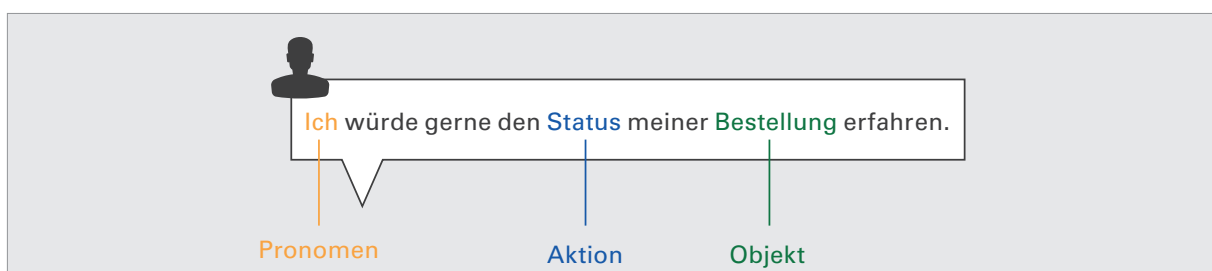 Ich würde gerne den Status meiner Bestellung erfahren.
Pronomen Aktion Objekt